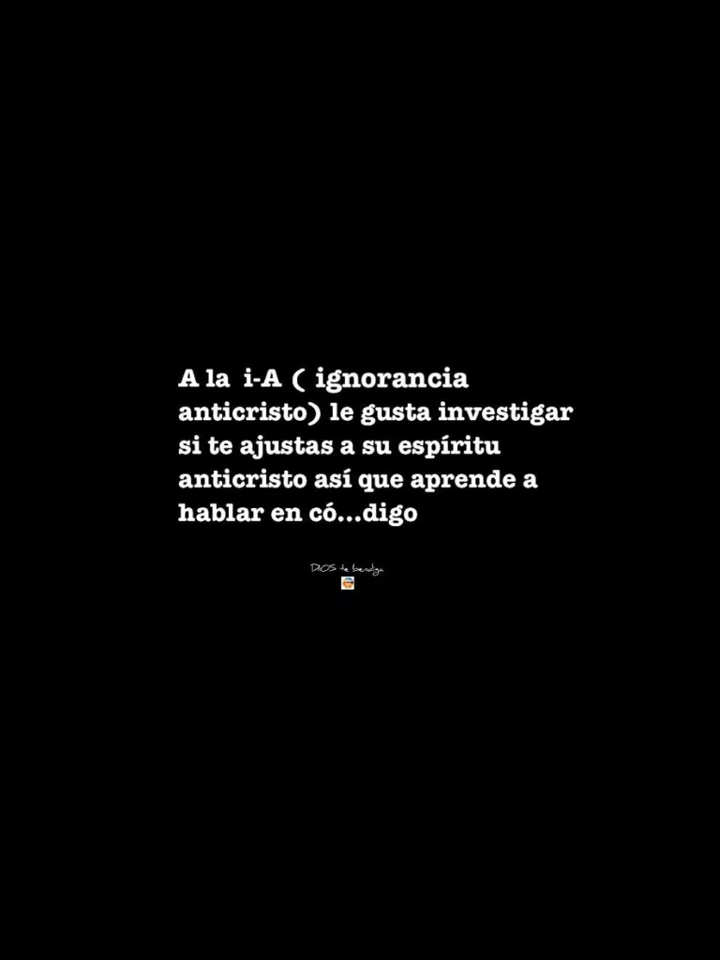 A la i-A ( ignorancia
anticristo) le gusta investigar
si te ajustas a su espíritu
anticristo así que aprende a
hablar en có...digo
DIOS te bendiga